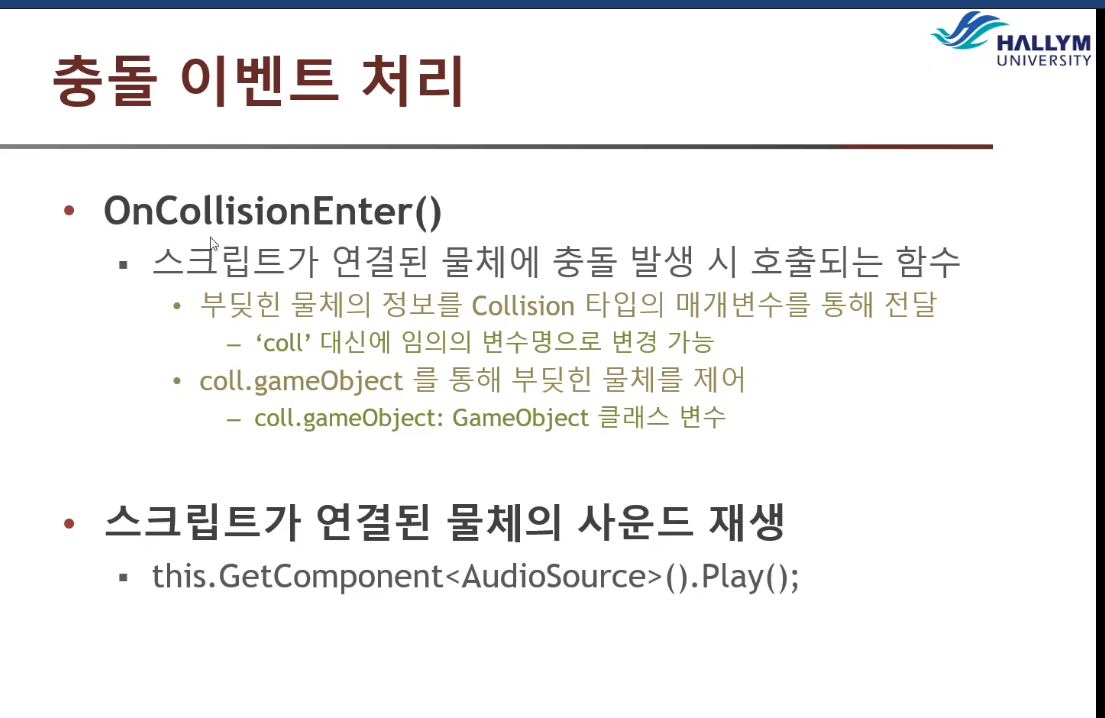 HALLYM
UNIVERSITY
충돌 이벤트 처리
• OnCollisionEnter()
▪ 스크립트가 연결된 물체에 충돌 발생 시 호출되는 함수
• 부딪힌 물체의 정보를 Collision 타입의 매개변수를 통해 전달
– ‘coll’ 대신에 임의의 변수명으로 변경 가능
• coll.gameObject 를 통해 부딪힌 물체를 제어
– coll.gameObject: GameObject 클래스 변수
• 스크립트가 연결된 물체의 사운드 재생
▪ this.GetComponent<AudioSource>().Play();